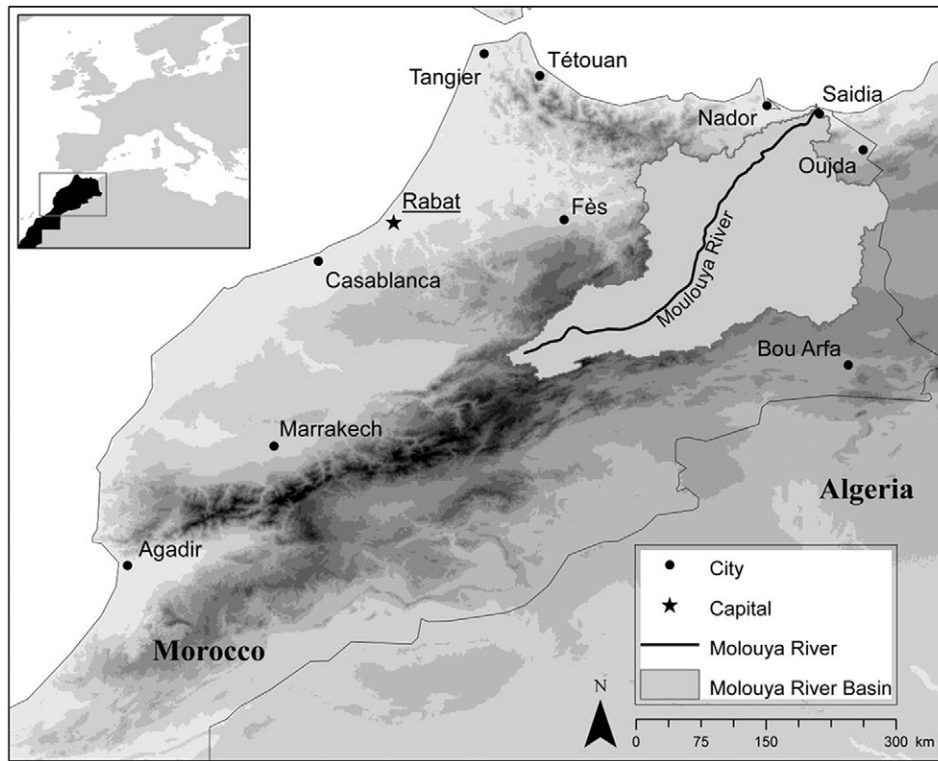 Tétouan
Tangier
Saidia
Nador
Oujda
Rabat
Fès
Moulouya River
Casablanca
Bou Arfa
Marrakech
Algeria
Agadir
Morocco
City
Capital
Molouya River
Molouya River Basin
N
0 75 150 300 km